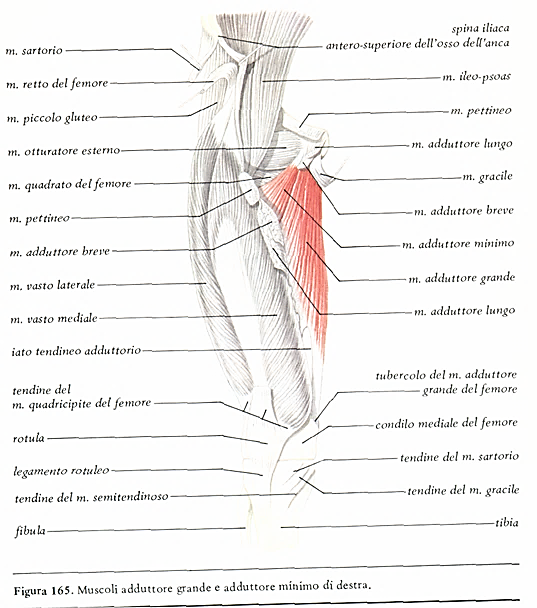 m. sartorio
m. retto del femore
m. piccolo gluteo
m. otturatore esterno
m. quadrato del femore
m. pettineo
m. adduttore breve
m. vasto laterale
m. vasto mediale
iato tendineo adduttorio
tendine del
m. quadricipite del femore
rotula
legamento rotuleo
tendine del m. semitendinoso
fibula
spina iliaca
antero-superiore dell'osso dell'anca
m. ileo-psoas
m. pettineo
m. adduttore lungo
m. gracile
m. adduttore breve
m. adduttore minimo
m. adduttore grande
m. adduttore lungo
tubercolo del m. adduttore
grande del femore
condilo mediale del femore
tendine del m. sartorio
tendine del m. gracile
tibia
Figura 165. Muscoli adduttore grande e adduttore minimo di destra.